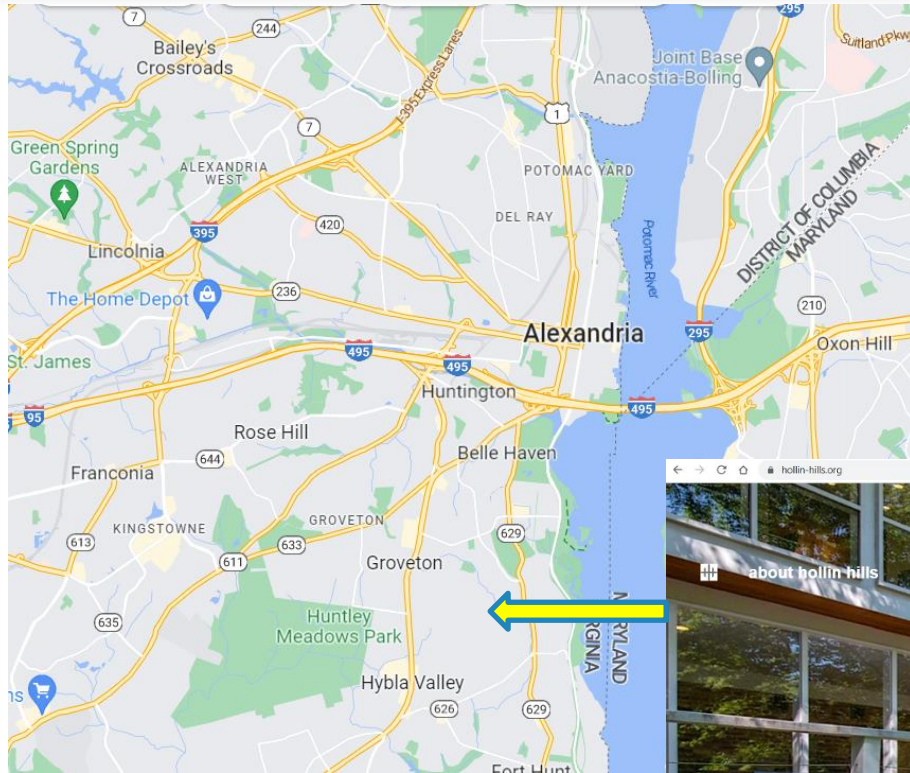 244
295
Suitland Pkwy
Bailey's
Crossroads
I-395 Express Lanes
Joint Base
Anacostia-Bolling
7
1
7
Green Spring
Gardens
ALEXANDRIA
WEST
POTOMAC YARD
DISTRICT OF COLUMBIA
MARYLAND
DEL RAY
420
395
Potomac River
Lincolnia
The Home Depot
236
210
Alexandria
295
Oxon Hill
St. James
495
495
Huntington
495
95
Rose Hill
Belle Haven
644
Franconia
hollin-hills.org
KINGSTOWNE
GROVETON
613
633
629
611
Groveton
about hollin hills
MARYLAND
VIRGINIA
Huntley
Meadows Park
635
Hybla Valley
ns
626
629
Fort Hunt